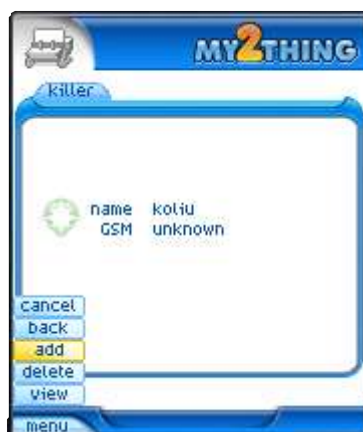 MY2THING
killer
name koliu
GSM unknown
cancel
back
add
delete
view
menu